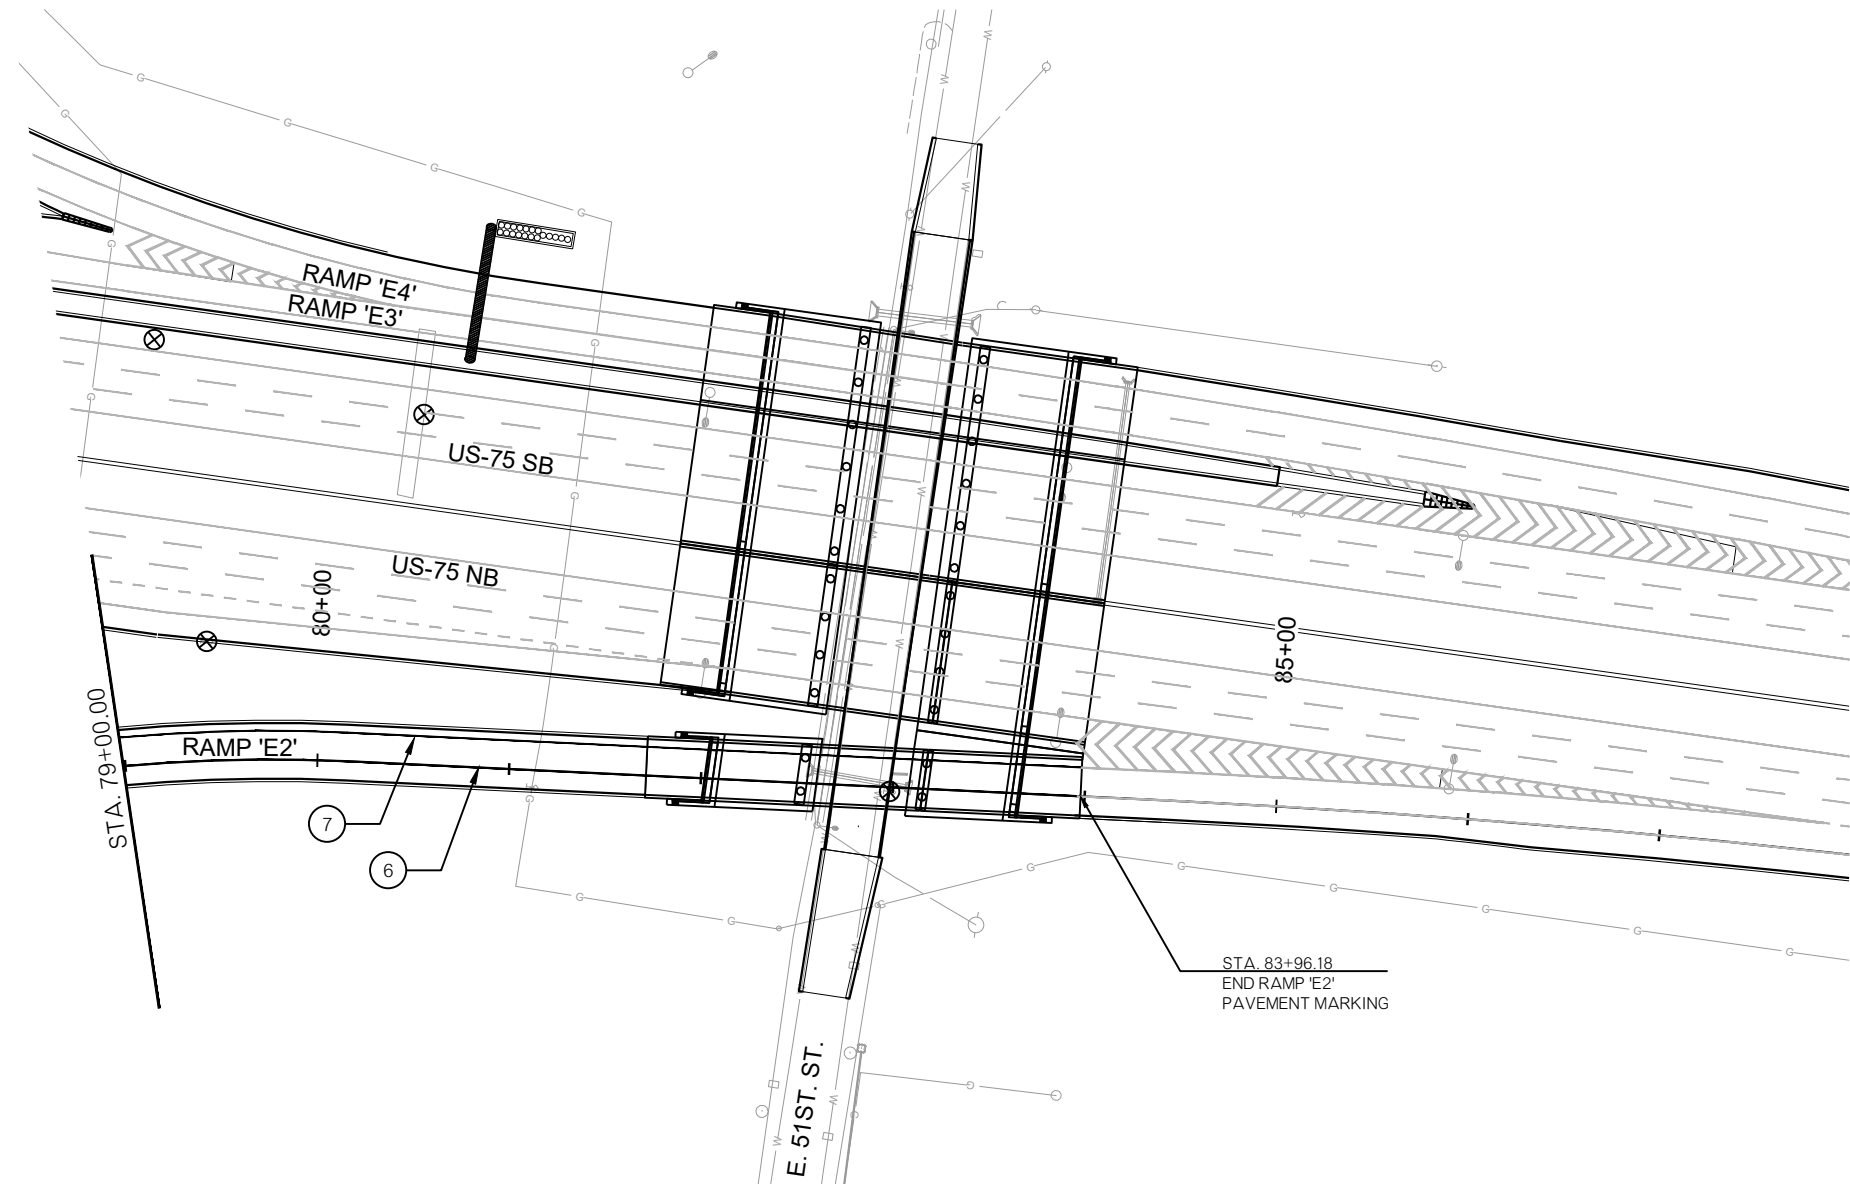 RAMP 'E4'
RAMP 'E3'
US-75 SB
US-75 NB
80+00
85+00
STA. 79+00.00
RAMP 'E2'
7
6
STA. 83+96.18
END RAMP 'E2'
PAVEMENT MARKING
E. 51ST. ST.